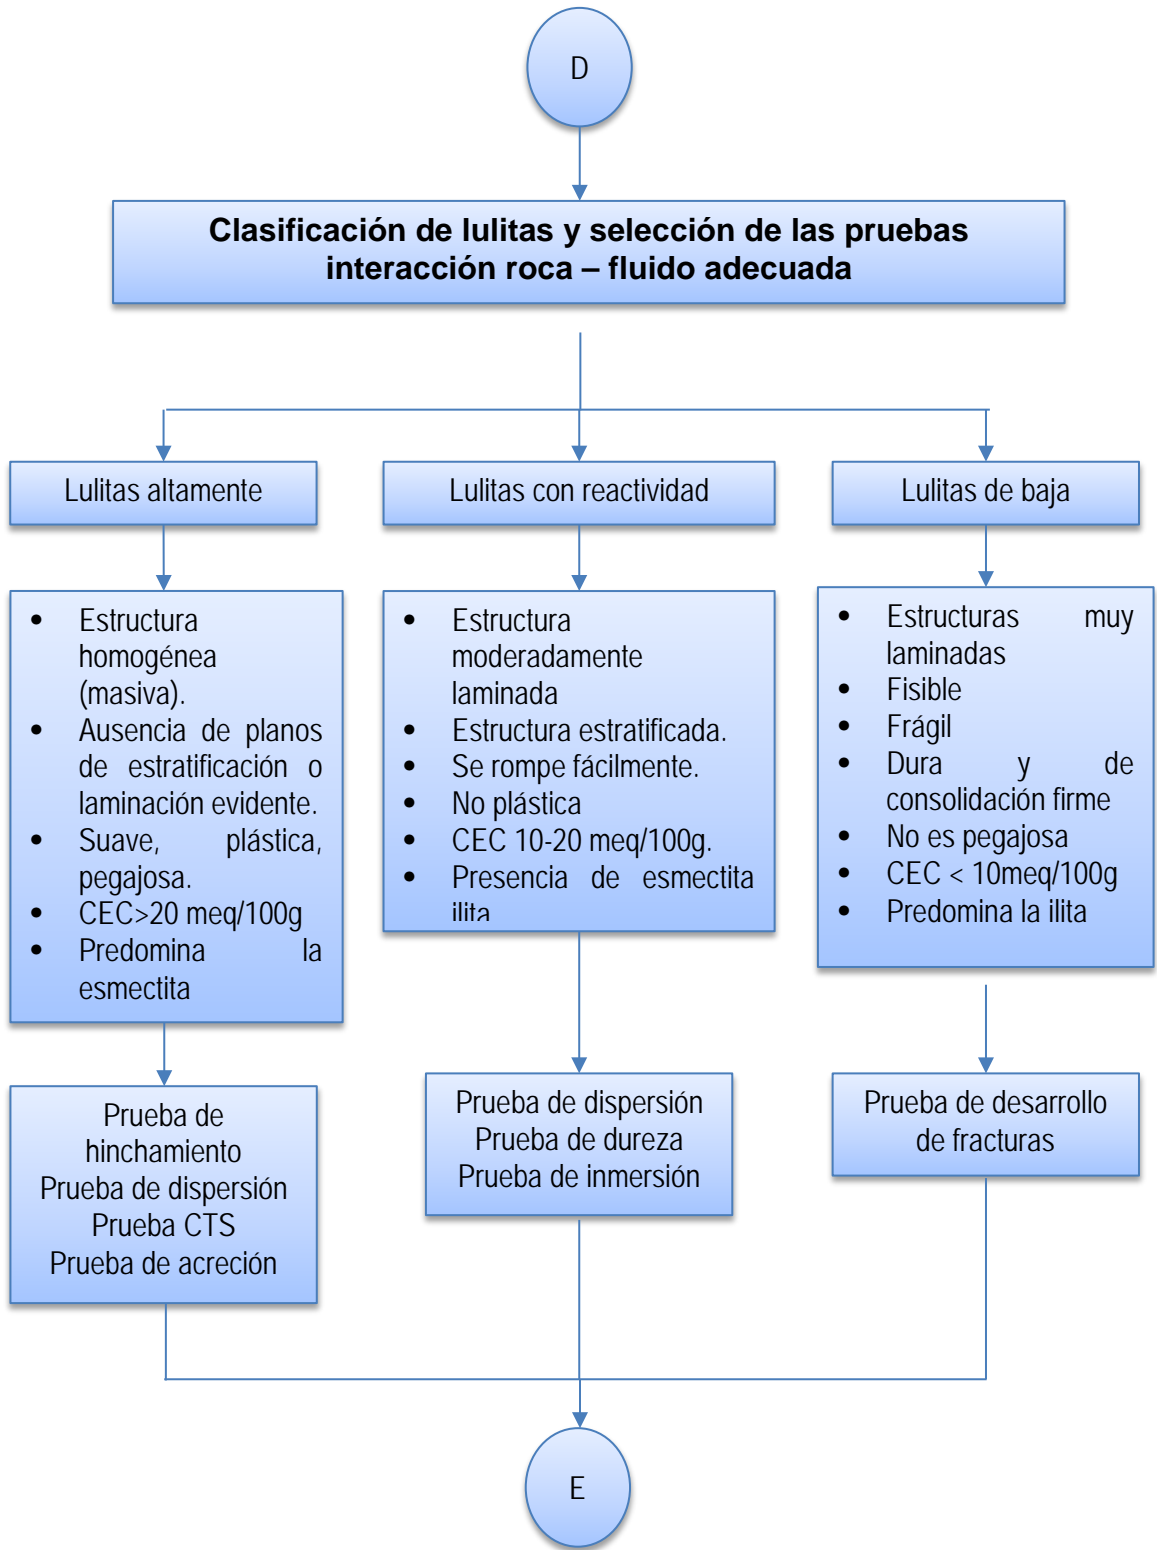 D
Clasificación de lulitas y selección de las pruebas
interacción roca – fluido adecuada
Lulitas altamente
Lulitas con reactividad
Lulitas de baja
• Estructura
homogénea
(masiva).
• Ausencia de planos
de estratificación o
laminación evidente.
• Suave, plástica,
pegajosa.
• CEC>20 meq/100g
• Predomina la
esmectita
• Estructura
moderadamente
laminada
• Estructura estratificada.
• Se rompe fácilmente.
• No plástica
• CEC 10-20 meq/100g.
• Presencia de esmectita
ilita
• Estructuras muy
laminadas
• Fisible
• Frágil
• Dura y de
consolidación firme
• No es pegajosa
• CEC < 10meq/100g
• Predomina la ilita
Prueba de
hinchamiento
Prueba de dispersión
Prueba CTS
Prueba de acreción
Prueba de dispersión
Prueba de dureza
Prueba de inmersión
Prueba de desarrollo
de fracturas
E